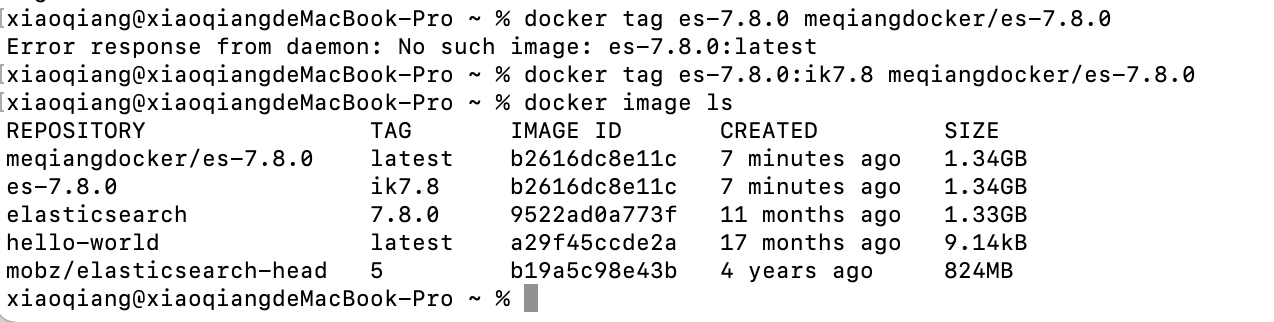 [xiaoqiang@xiaoqiangdeMacBook-Pro ~ % docker tag es-7.8.0 meqiangdocker/es-7.8.0
Error response from daemon: No such image: es-7.8.0:latest
[xiaoqiang@xiaoqiangdeMacBook-Pro ~ % docker tag es-7.8.0:ik7.8 meqiangdocker/es-7.8.0
[xiaoqiang@xiaoqiangdeMacBook-Pro ~ % docker image ls
REPOSITORY TAG IMAGE ID CREATED SIZE
meqiangdocker/es-7.8.0 latest b2616dc8e11c 7 minutes ago 1.34GB
es-7.8.0 ik7.8 b2616dc8e11c 7 minutes ago 1.34GB
elasticsearch 7.8.0 9522ad0a773f 11 months ago 1.33GB
hello-world latest a29f45ccde2a 17 months ago 9.14kB
mobz/elasticsearch-head 5 b19a5c98e43b 4 years ago 824MB
xiaoqiang@xiaoqiangdeMacBook-Pro ~ %